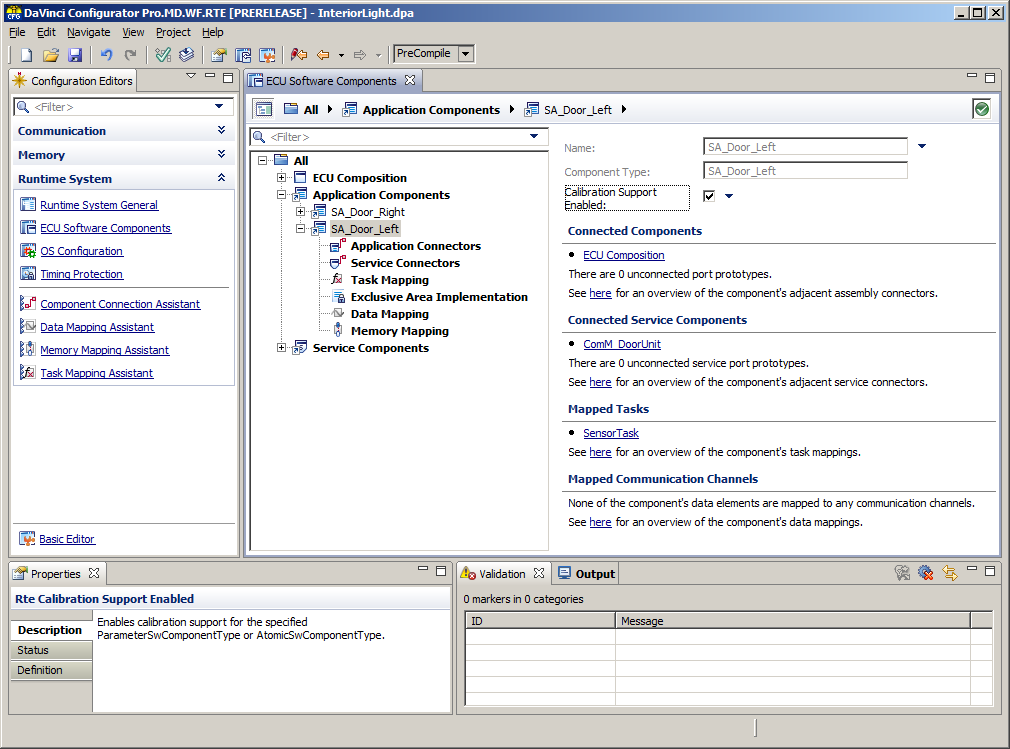 DaVinci Configurator Pro.MD.WF.RTE [PRERELEASE] - InteriorLight.dpa
File Edit Navigate View Project Help
PreCompile
Configuration Editors
<Filter>
Communication
Memory
Runtime System
Runtime System General
ECU Software Components
OS Configuration
Timing Protection
Component Connection Assistant
Data Mapping Assistant
Memory Mapping Assistant
Task Mapping Assistant
Basic Editor
ECU Software Components
All Application Components SA_Door_Left
<Filter>
All
ECU Composition
Application Components
SA_Door_Right
SA_Door_Left
Application Connectors
Service Connectors
Task Mapping
Exclusive Area Implementation
Data Mapping
Memory Mapping
Service Components
Name: SA_Door_Left
Component Type: SA_Door_Left
Calibration Support
Enabled:
Connected Components
ECU Composition
There are 0 unconnected port prototypes.
See here for an overview of the component's adjacent assembly connectors.
Connected Service Components
ComM_DoorUnit
There are 0 unconnected service port prototypes.
See here for an overview of the component's adjacent service connectors.
Mapped Tasks
SensorTask
See here for an overview of the component's task mappings.
Mapped Communication Channels
None of the component's data elements are mapped to any communication channels.
See here for an overview of the component's data mappings.
Properties
Rte Calibration Support Enabled
Description
Status
Definition
Enables calibration support for the specified
ParameterSwComponentType or AtomicSwComponentType.
Validation Output
0 markers in 0 categories
ID Message